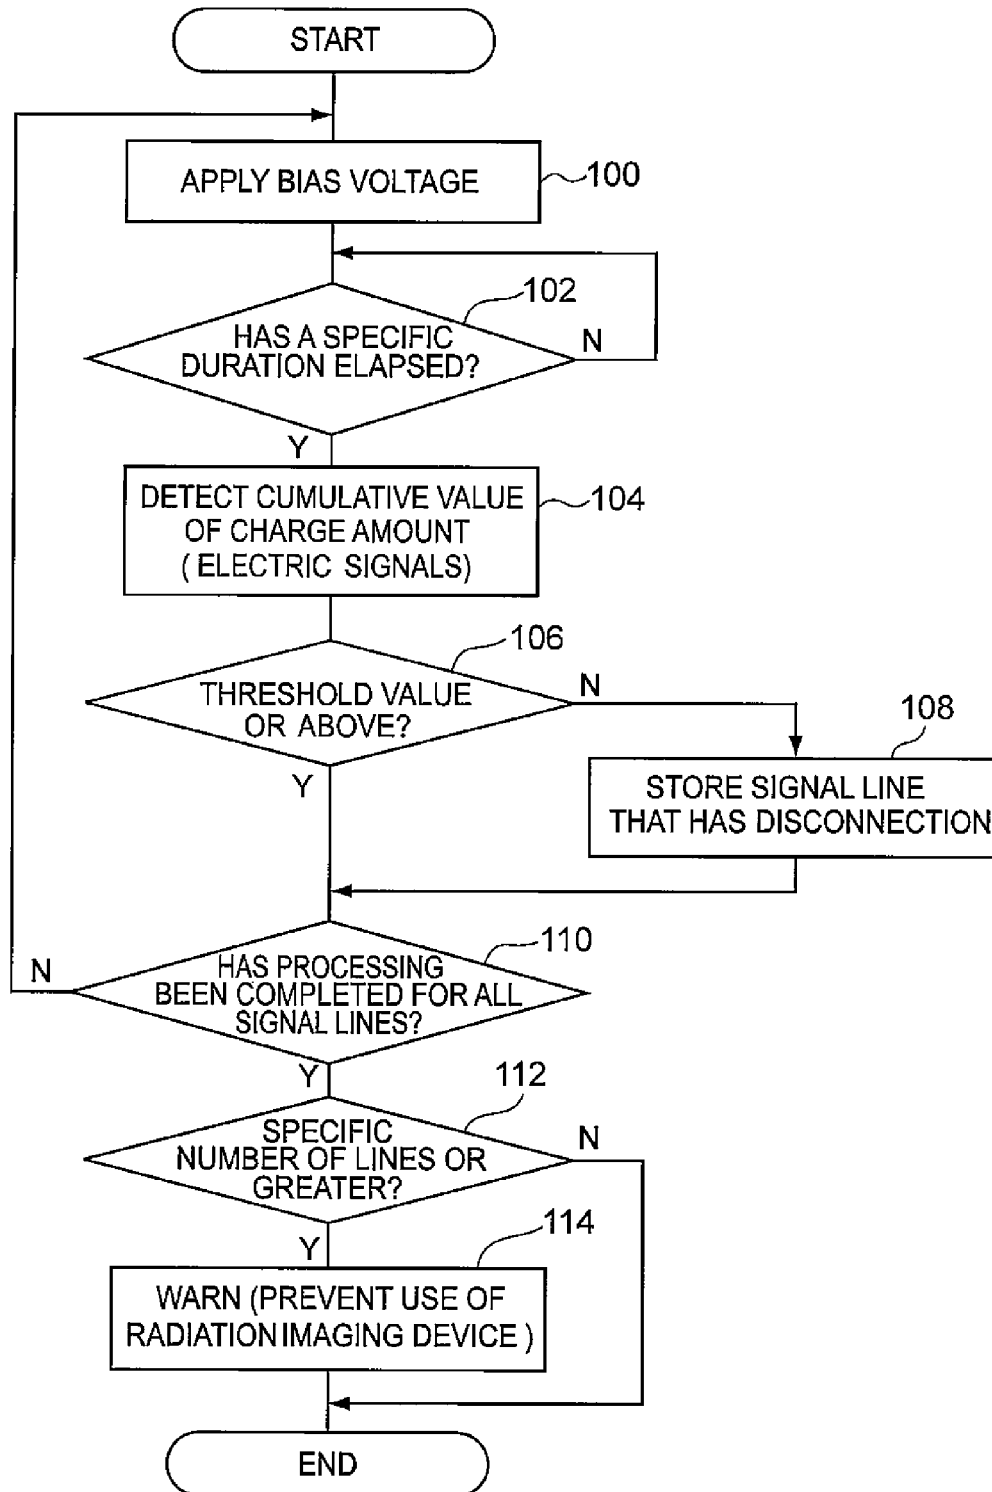 START
APPLY BIAS VOLTAGE
100
102
HAS A SPECIFIC
DURATION ELAPSED?
N
Y
DETECT CUMULATIVE VALUE
OF CHARGE AMOUNT
( ELECTRIC SIGNALS)
104
106
THRESHOLD VALUE
OR ABOVE?
N
Y
108
STORE SIGNAL LINE
THAT HAS DISCONNECTION
110
HAS PROCESSING
BEEN COMPLETED FOR ALL
SIGNAL LINES?
N
Y
112
SPECIFIC
NUMBER OF LINES OR
GREATER?
N
Y
114
WARN (PREVENT USE OF
RADIATION IMAGING DEVICE )
END